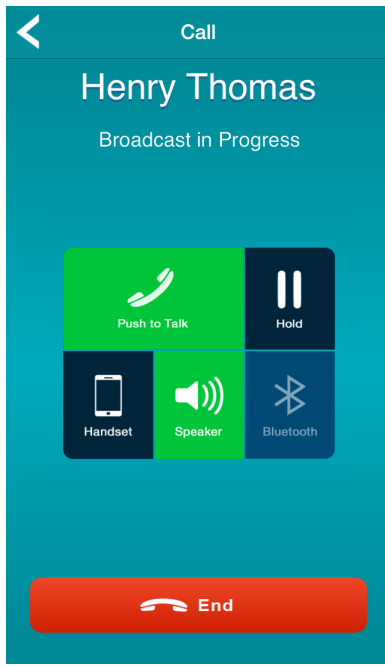 Call
Henry Thomas
Broadcast in Progress
Push to Talk
Hold
Handset
Speaker
Bluetooth
End